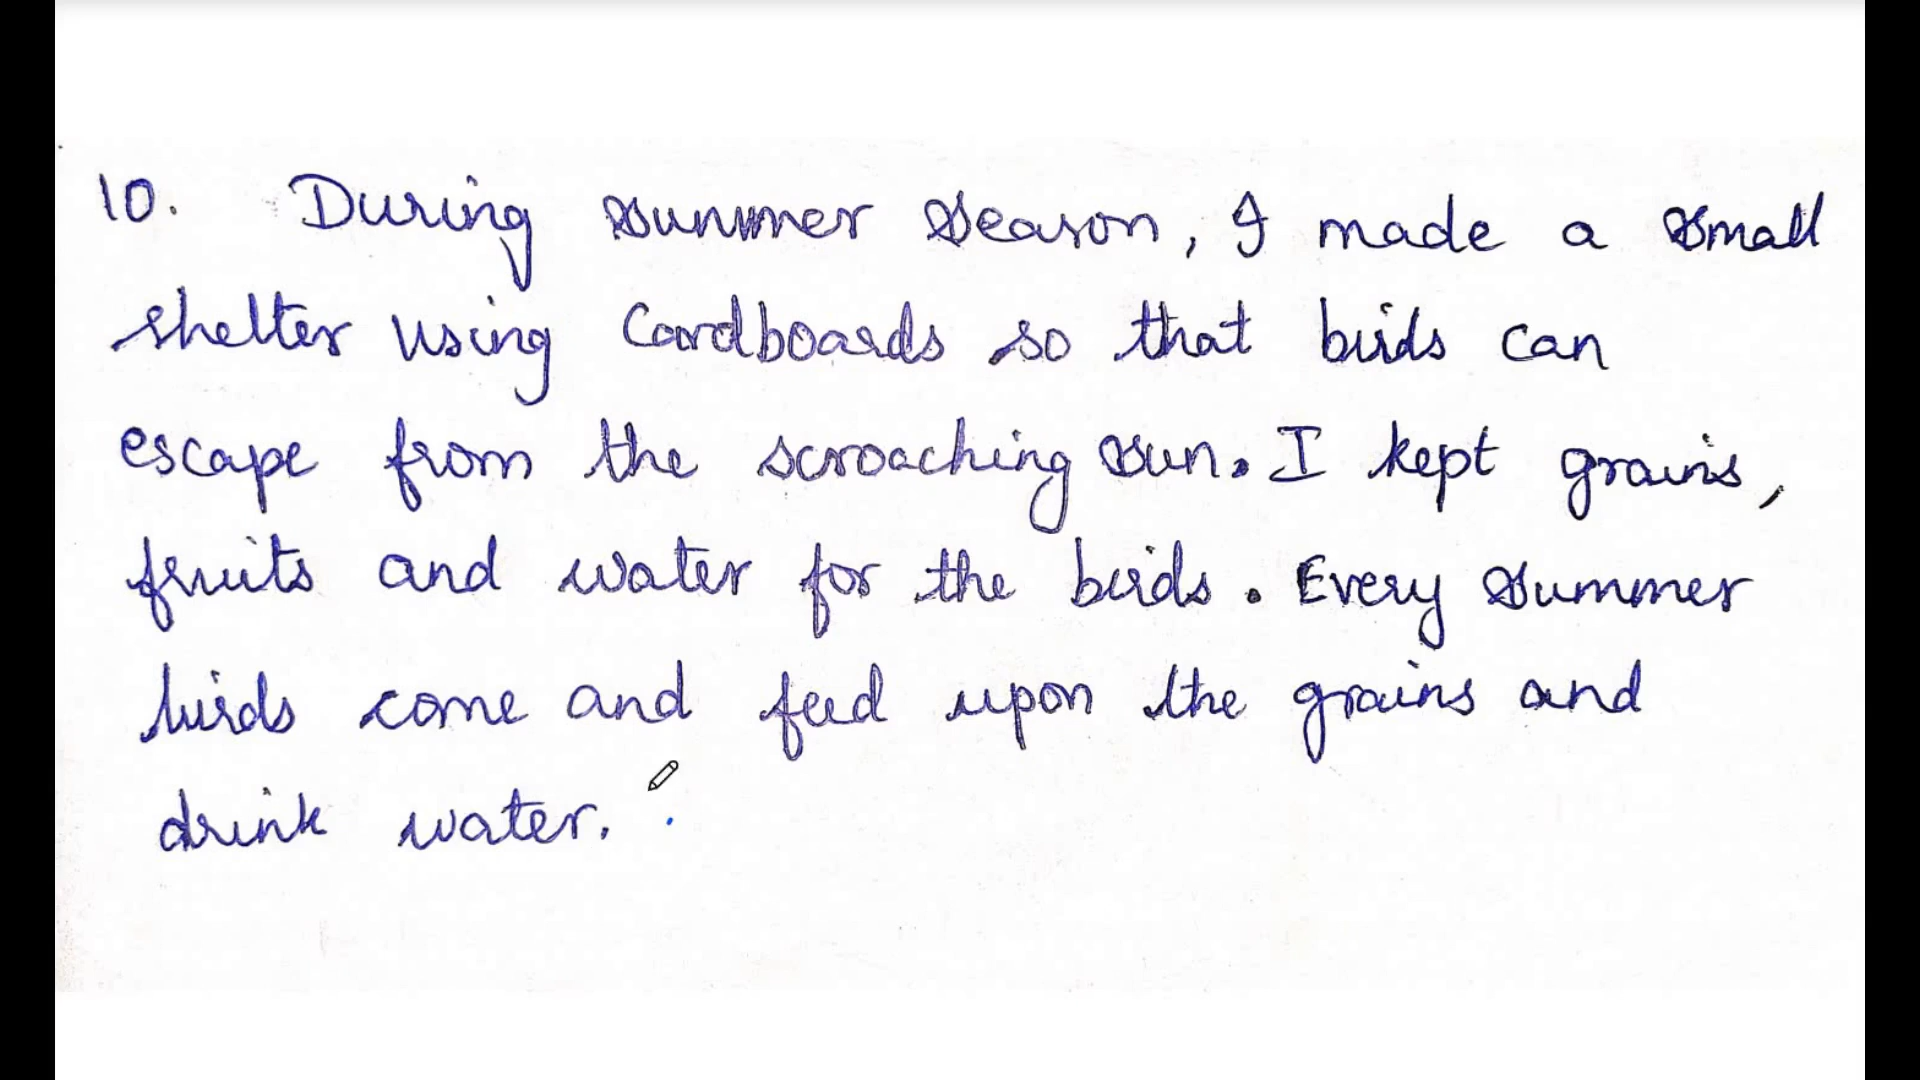 10. During summer season, I made a small
shelter using Cardboards so that birds can
escape from the scroaching sun. I kept grains,
fruits and water for the birds. Every summer
birds come and feed upon the grains and
drink water.